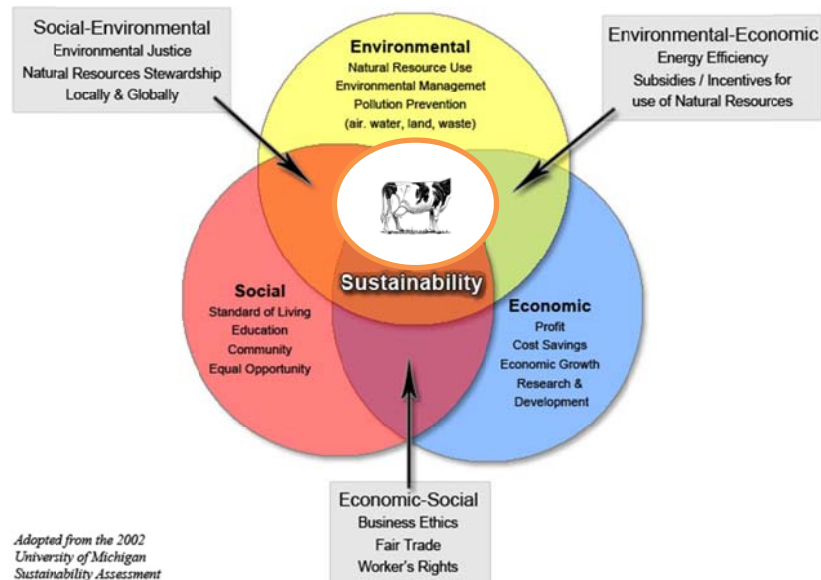 Social-Environmental
Environmental Justice
Natural Resources Stewardship
Locally & Globally
Environmental
Natural Resource Use
Environmental Managemet
Pollution Prevention
(air. water, land, waste)
Environmental-Economic
Energy Efficiency
Subsidies / Incentives for
use of Natural Resources
Sustainability
Social
Standard of Living
Education
Community
Equal Opportunity
Economic
Profit
Cost Savings
Economic Growth
Research &
Development
Economic-Social
Business Ethics
Fair Trade
Worker's Rights
Adopted from the 2002
University of Michigan
Sustainability Assessment